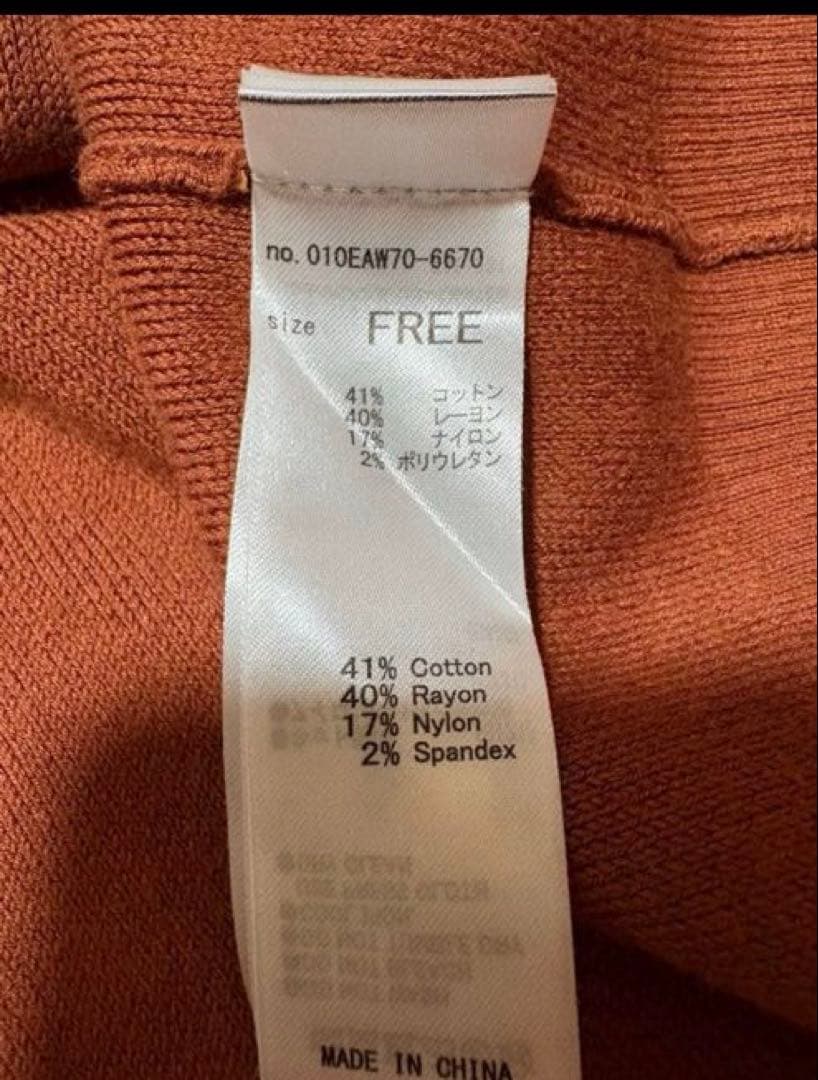 no. 010EAW70-6670
size FREE
41% コットン
40% レーヨン
17% ナイロン
2% ポリウレタン
41% Cotton
40% Rayon
17% Nylon
2% Spandex
MADE IN CHINA